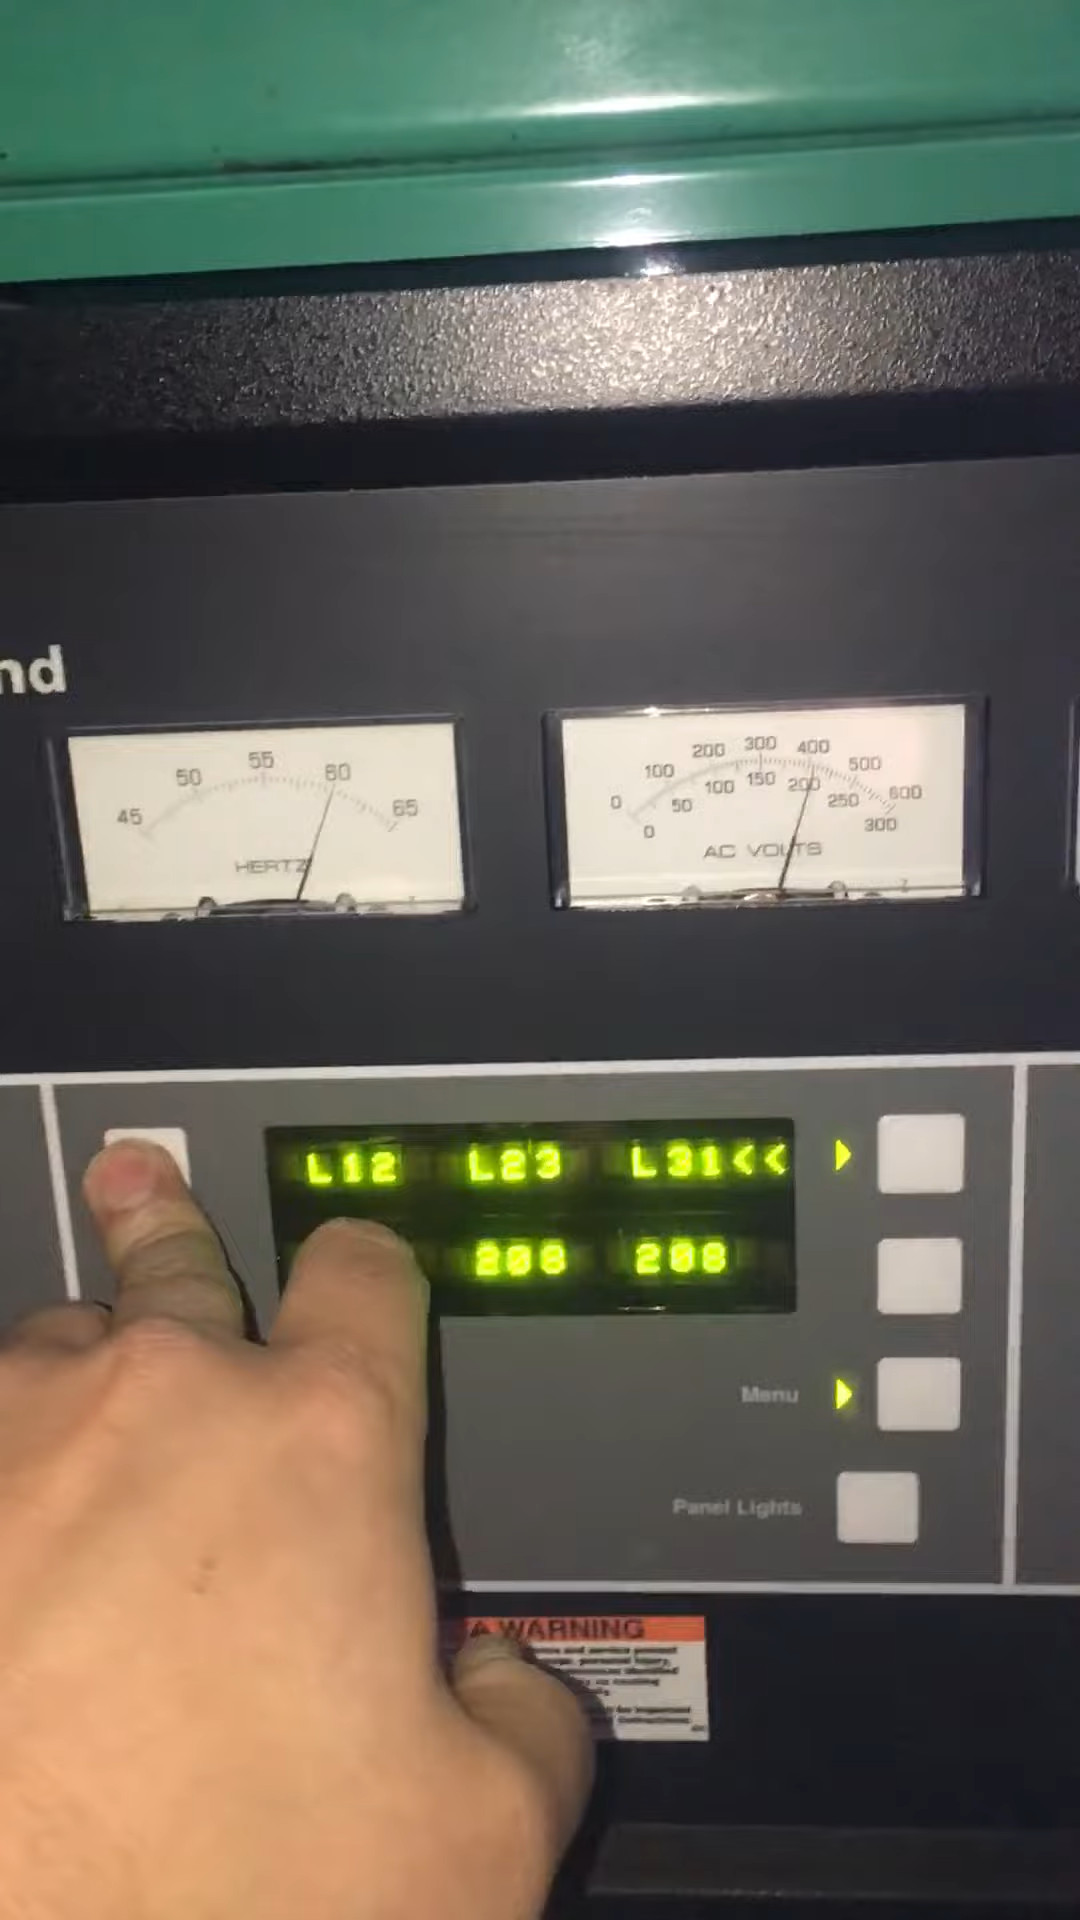 nd
45 50 55 60 65
HERTZ
0 100 200 300 400 500 600
0 50 100 150 200 250 300
AC VOLTS
L12 L23 L31<<
208 208
Menu
Panel Lights
WARNING